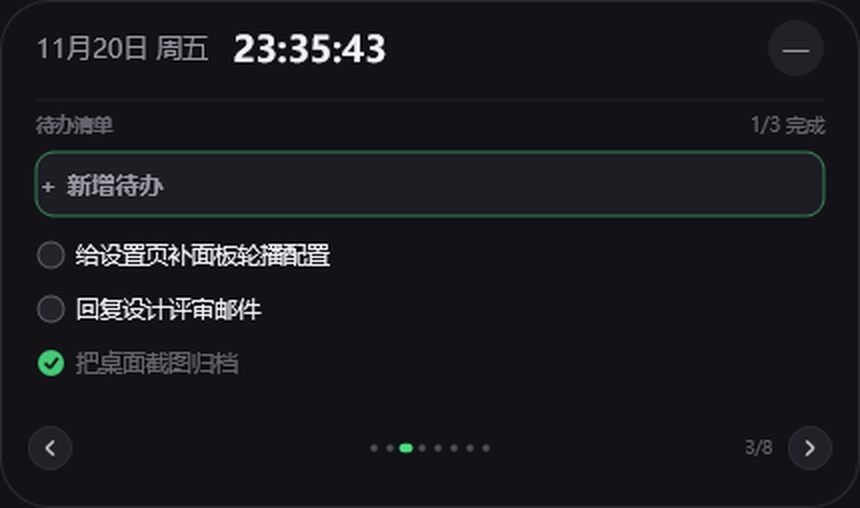 11月20日 周五 23:35:43
待办清单 1/3 完成
+ 新增待办
给设置页补面板轮播配置
回复设计评审邮件
把桌面截图归档
3/8